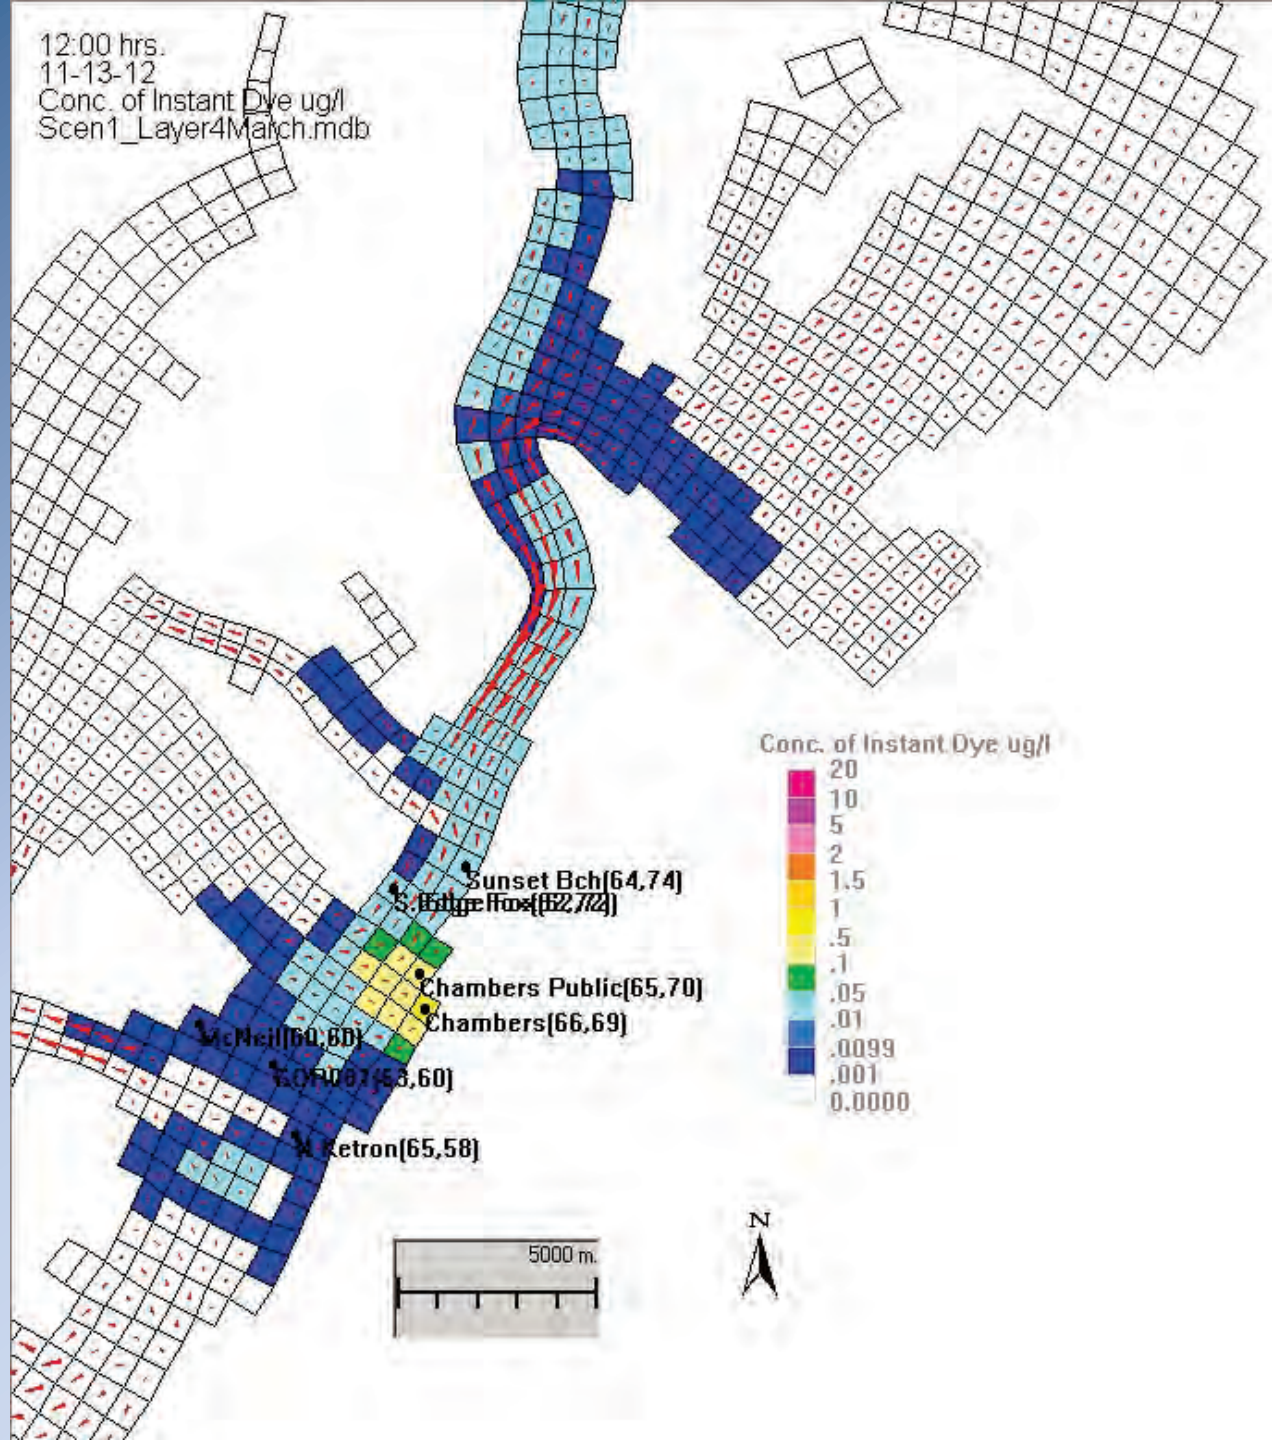 12:00 hrs.
11-13-12
Conc. of Instant Dye ug/l
Scen1_Layer4March.mdb
Conc. of Instant Dye ug/l
20
10
5
2
1.5
1
.5
.1
.05
.01
.0099
.001
0.0000
Sunset Bch(64,74)
Chambers Public(65,70)
Chambers(66,69)
McNeil(60,60)
Ketron(65,58)
5000 m.
N